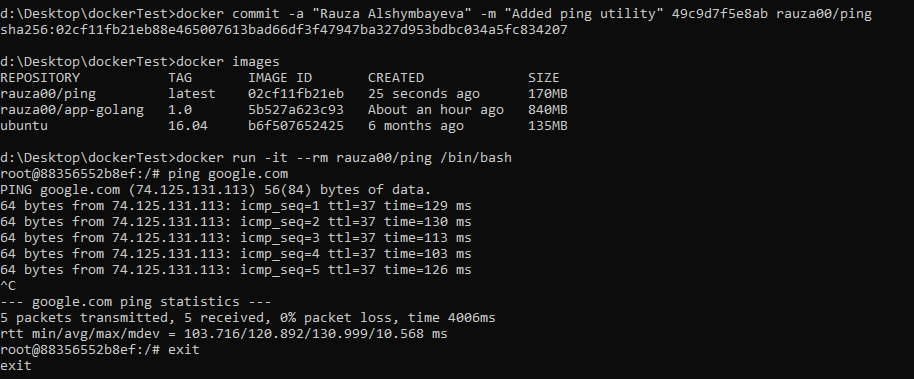 d:\Desktop\dockerTest>docker commit -a "Rauza Alshymbayeva" -m "Added ping utility" 49c9d7f5e8ab rauza00/ping
sha256:02cf11fb21eb88e465007613bad66df3f47947ba327d953bdbc034a5fc834207
d:\Desktop\dockerTest>docker images
REPOSITORY TAG IMAGE ID CREATED SIZE
rauza00/ping latest 02cf11fb21eb 25 seconds ago 170MB
rauza00/app-golang 1.0 5b527a623c93 About an hour ago 840MB
ubuntu 16.04 b6f507652425 6 months ago 135MB
d:\Desktop\dockerTest>docker run -it --rm rauza00/ping /bin/bash
root@88356552b8ef:/# ping google.com
PING google.com (74.125.131.113) 56(84) bytes of data.
64 bytes from 74.125.131.113: icmp_seq=1 ttl=37 time=129 ms
64 bytes from 74.125.131.113: icmp_seq=2 ttl=37 time=130 ms
64 bytes from 74.125.131.113: icmp_seq=3 ttl=37 time=113 ms
64 bytes from 74.125.131.113: icmp_seq=4 ttl=37 time=103 ms
64 bytes from 74.125.131.113: icmp_seq=5 ttl=37 time=126 ms
^C
--- google.com ping statistics ---
5 packets transmitted, 5 received, 0% packet loss, time 4006ms
rtt min/avg/max/mdev = 103.716/120.892/130.999/10.568 ms
root@88356552b8ef:/# exit
exit